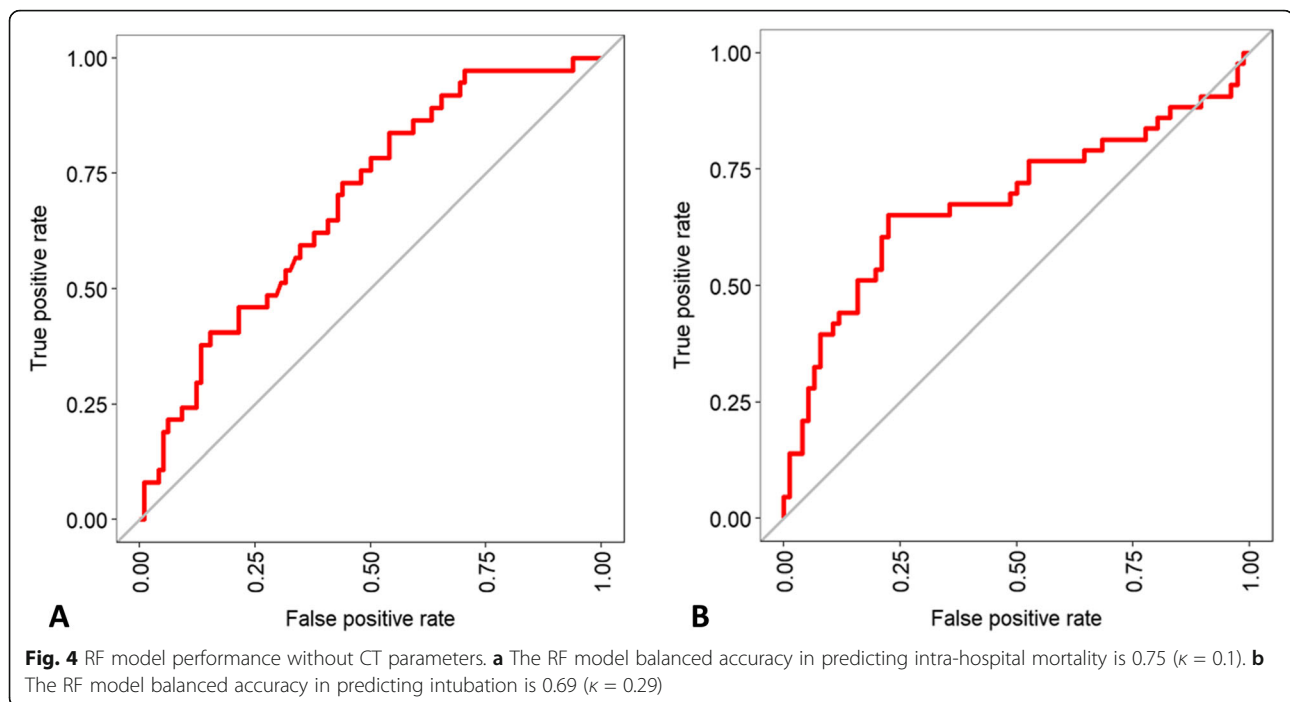 1.00
0.75
0.50
0.25
0.00
True positive rate
0.00
0.25
0.50
0.75
1.00
A
False positive rate
1.00
0.75
0.50
0.25
0.00
True positive rate
0.00
0.25
0.50
0.75
1.00
B
False positive rate
Fig. 4 RF model performance without CT parameters. a The RF model balanced accuracy in predicting intra-hospital mortality is 0.75 (κ = 0.1). b
The RF model balanced accuracy in predicting intubation is 0.69 (κ = 0.29)